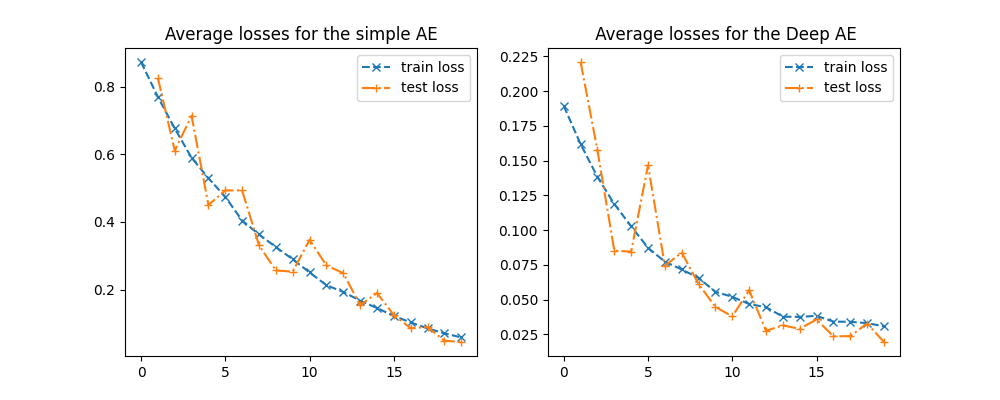 Average losses for the simple AE
train loss
test loss
0.8
0.6
0.4
0.2
0 5 10 15
Average losses for the Deep AE
train loss
test loss
0.225
0.200
0.175
0.150
0.125
0.100
0.075
0.050
0.025
0 5 10 15